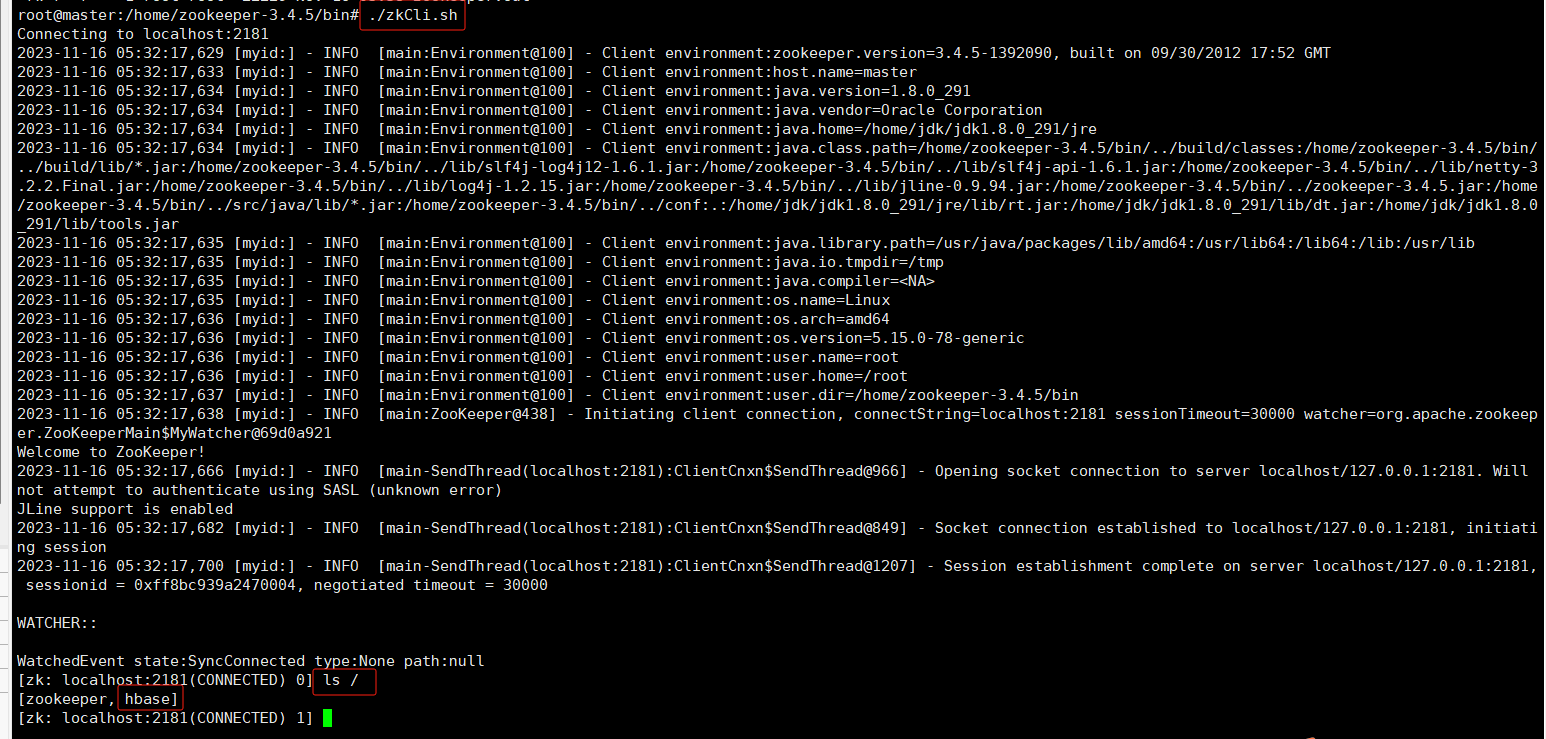 root@master:/home/zookeeper-3.4.5/bin# ./zkCli.sh
Connecting to localhost:2181
2023-11-16 05:32:17,629 [myid:] - INFO  [main:Environment@100] - Client environment:zookeeper.version=3.4.5-1392090, built on 09/30/2012 17:52 GMT
2023-11-16 05:32:17,633 [myid:] - INFO  [main:Environment@100] - Client environment:host.name=master
2023-11-16 05:32:17,634 [myid:] - INFO  [main:Environment@100] - Client environment:java.version=1.8.0_291
2023-11-16 05:32:17,634 [myid:] - INFO  [main:Environment@100] - Client environment:java.vendor=Oracle Corporation
2023-11-16 05:32:17,634 [myid:] - INFO  [main:Environment@100] - Client environment:java.home=/home/jdk/jdk1.8.0_291/jre
2023-11-16 05:32:17,634 [myid:] - INFO  [main:Environment@100] - Client environment:java.class.path=/home/zookeeper-3.4.5/bin/../build/classes:/home/zookeeper-3.4.5/bin/
../build/lib/*.jar:/home/zookeeper-3.4.5/bin/../lib/slf4j-log4j12-1.6.1.jar:/home/zookeeper-3.4.5/bin/../lib/slf4j-api-1.6.1.jar:/home/zookeeper-3.4.5/bin/../lib/netty-3
.2.2.Final.jar:/home/zookeeper-3.4.5/bin/../lib/log4j-1.2.15.jar:/home/zookeeper-3.4.5/bin/../lib/jline-0.9.94.jar:/home/zookeeper-3.4.5/bin/../zookeeper-3.4.5.jar:/home
/zookeeper-3.4.5/bin/../src/java/lib/*.jar:/home/zookeeper-3.4.5/bin/../conf:.:/home/jdk/jdk1.8.0_291/jre/lib/rt.jar:/home/jdk/jdk1.8.0_291/lib/dt.jar:/home/jdk/jdk1.8.0
_291/lib/tools.jar
2023-11-16 05:32:17,635 [myid:] - INFO  [main:Environment@100] - Client environment:java.library.path=/usr/java/packages/lib/amd64:/usr/lib64:/lib64:/lib:/usr/lib
2023-11-16 05:32:17,635 [myid:] - INFO  [main:Environment@100] - Client environment:java.io.tmpdir=/tmp
2023-11-16 05:32:17,635 [myid:] - INFO  [main:Environment@100] - Client environment:java.compiler=<NA>
2023-11-16 05:32:17,635 [myid:] - INFO  [main:Environment@100] - Client environment:os.name=Linux
2023-11-16 05:32:17,636 [myid:] - INFO  [main:Environment@100] - Client environment:os.arch=amd64
2023-11-16 05:32:17,636 [myid:] - INFO  [main:Environment@100] - Client environment:os.version=5.15.0-78-generic
2023-11-16 05:32:17,636 [myid:] - INFO  [main:Environment@100] - Client environment:user.name=root
2023-11-16 05:32:17,636 [myid:] - INFO  [main:Environment@100] - Client environment:user.home=/root
2023-11-16 05:32:17,637 [myid:] - INFO  [main:Environment@100] - Client environment:user.dir=/home/zookeeper-3.4.5/bin
2023-11-16 05:32:17,638 [myid:] - INFO  [main:ZooKeeper@438] - Initiating client connection, connectString=localhost:2181 sessionTimeout=30000 watcher=org.apache.zookeep
er.ZooKeeperMain$MyWatcher@69d0a921
Welcome to ZooKeeper!
2023-11-16 05:32:17,666 [myid:] - INFO  [main-SendThread(localhost:2181):ClientCnxn$SendThread@966] - Opening socket connection to server localhost/127.0.0.1:2181. Will
not attempt to authenticate using SASL (unknown error)
JLine support is enabled
2023-11-16 05:32:17,682 [myid:] - INFO  [main-SendThread(localhost:2181):ClientCnxn$SendThread@849] - Socket connection established to localhost/127.0.0.1:2181, initiati
ng session
2023-11-16 05:32:17,700 [myid:] - INFO  [main-SendThread(localhost:2181):ClientCnxn$SendThread@1207] - Session establishment complete on server localhost/127.0.0.1:2181,
sessionid = 0xff8bc939a2470004, negotiated timeout = 30000
WATCHER::
WatchedEvent state:SyncConnected type:None path:null
[zk: localhost:2181(CONNECTED) 0] ls /
[zookeeper, hbase]
[zk: localhost:2181(CONNECTED) 1]